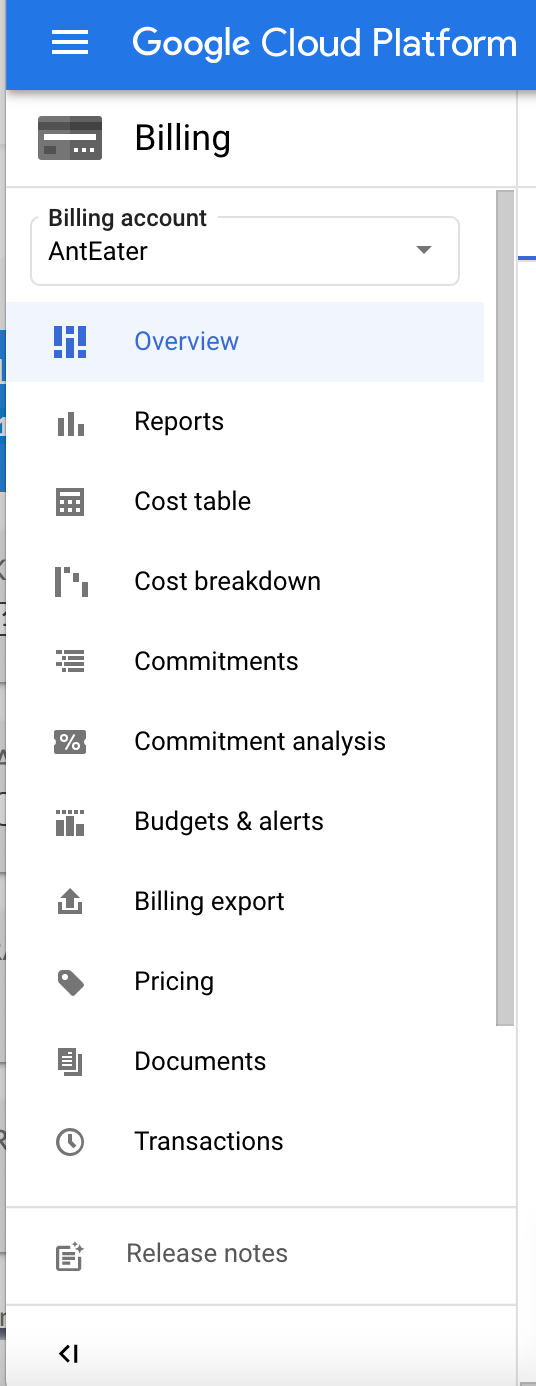 Google Cloud Platform
Billing
Billing account
AntEater
Overview
Reports
Cost table
Cost breakdown
Commitments
Commitment analysis
Budgets & alerts
Billing export
Pricing
Documents
Transactions
Release notes